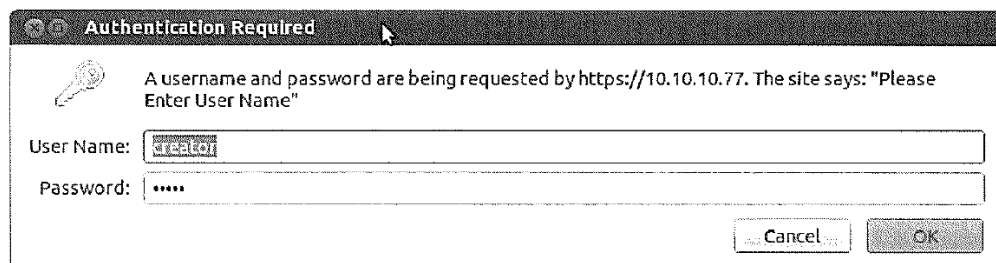 Authentication Required
A username and password are being requested by https://10.10.10.77. The site says: "Please
Enter User Name"
User Name: creator
Password: •••••
Cancel OK